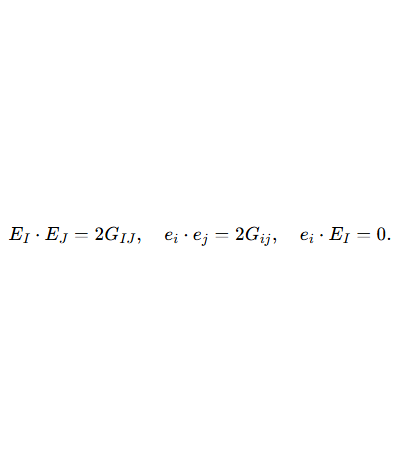 E_I · E_J = 2G_{IJ}, e_i · e_j = 2G_{ij}, e_i · E_I = 0.